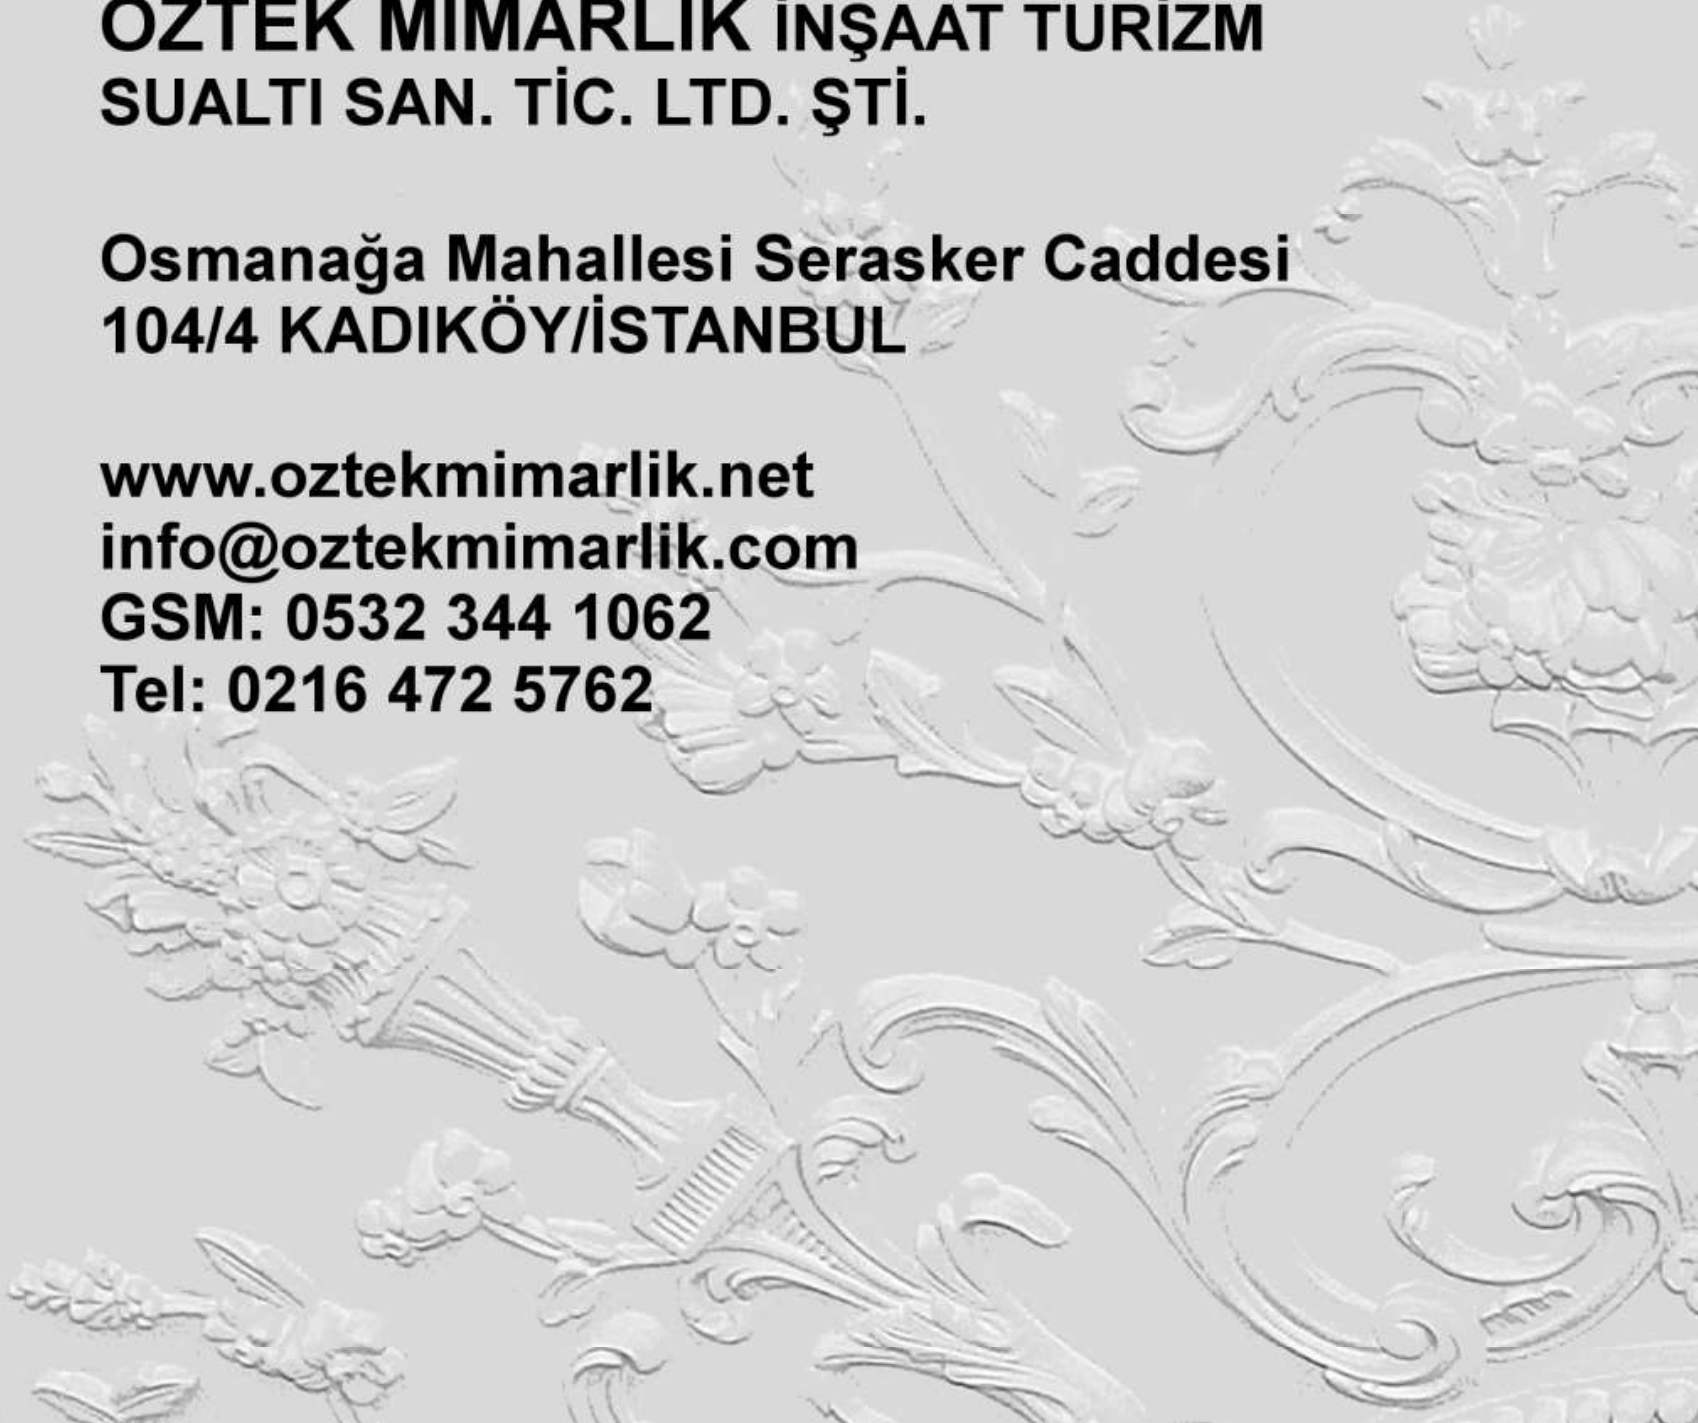 ÖZTEK MİMARLIK İNŞAAT TURİZM
SUALTI SAN. TİC. LTD. ŞTİ.
Osmanağa Mahallesi Serasker Caddesi
104/4 KADIKÖY/İSTANBUL
www.oztekmimarlik.net
info@oztekmimarlik.com
GSM: 0532 344 1062
Tel: 0216 472 5762